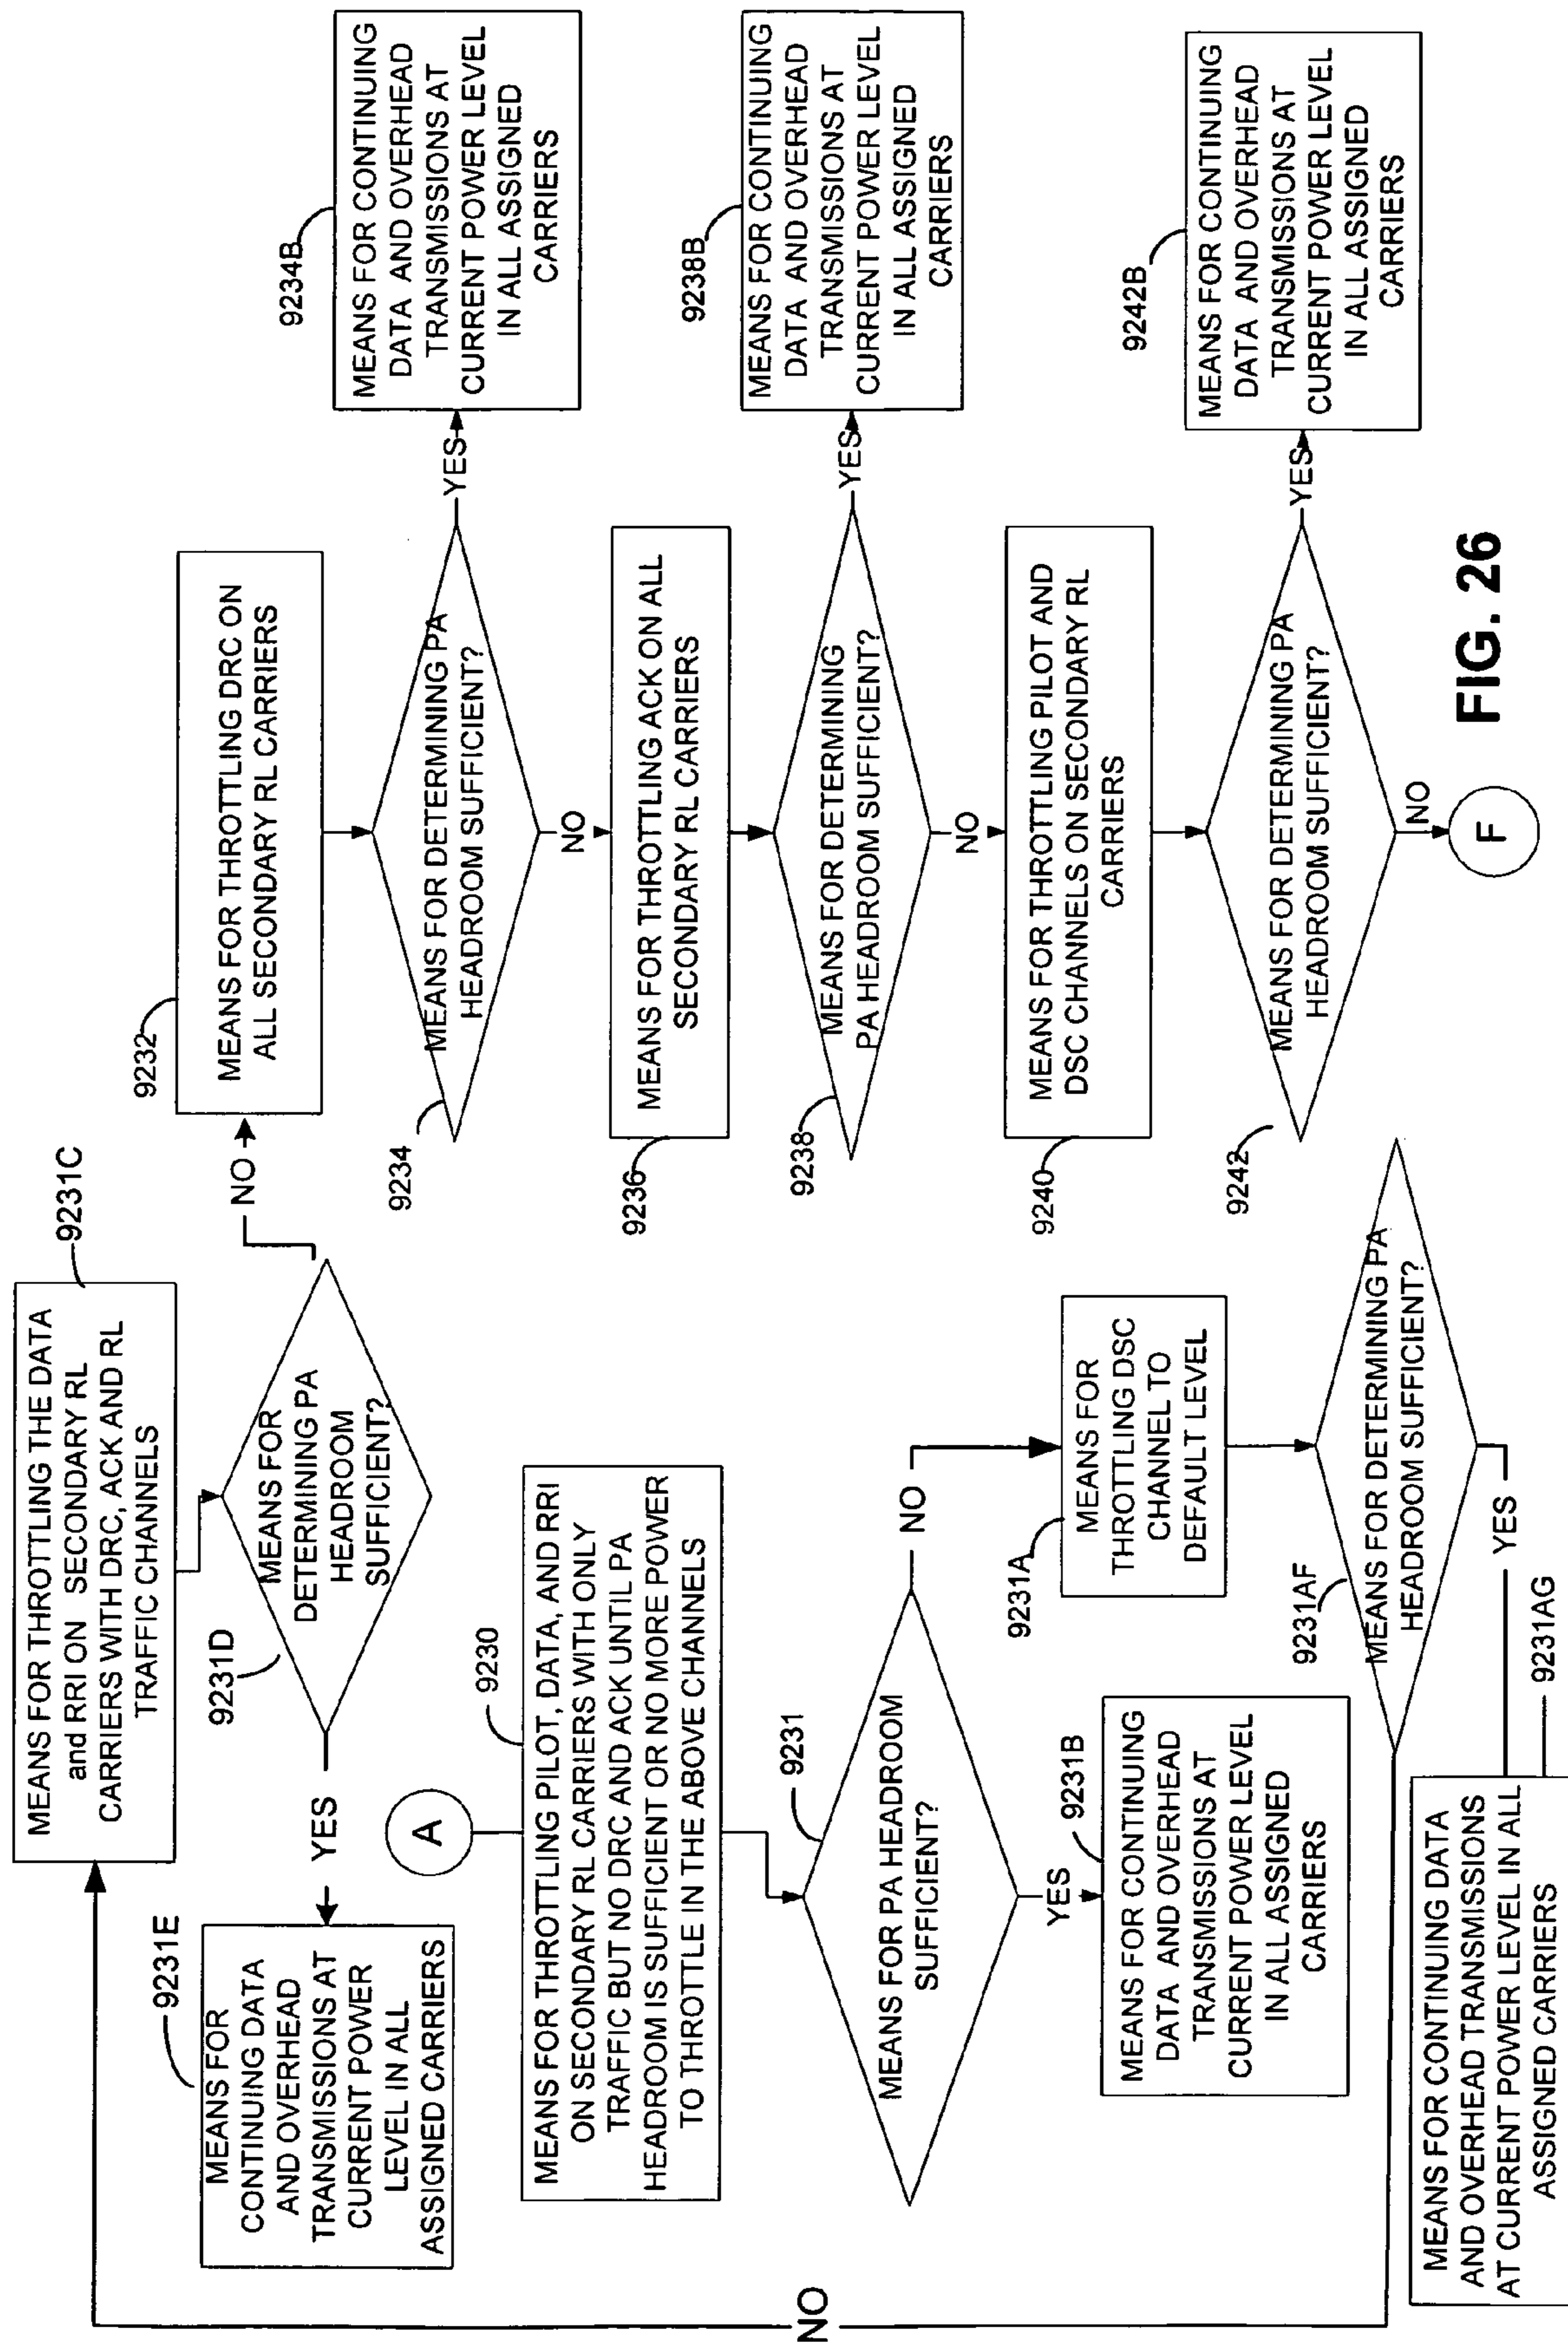 MEANS FOR THROTTLING THE DATA
and RRI ON SECONDARY RL
CARRIERS WITH DRC, ACK AND RL
TRAFFIC CHANNELS
9231C
MEANS FOR
DETERMINING PA
HEADROOM
SUFFICIENT?
9231D
YES
NO
9231E
MEANS FOR
CONTINUING DATA
AND OVERHEAD
TRANSMISSIONS AT
CURRENT POWER
LEVEL IN ALL
ASSIGNED CARRIERS
A
9230
MEANS FOR THROTTLING PILOT, DATA, AND RRI
ON SECONDARY RL CARRIERS WITH ONLY
TRAFFIC BUT NO DRC AND ACK UNTIL PA
HEADROOM IS SUFFICIENT OR NO MORE POWER
TO THROTTLE IN THE ABOVE CHANNELS
9231
MEANS FOR PA HEADROOM
SUFFICIENT?
YES
NO
9231B
MEANS FOR CONTINUING
DATA AND OVERHEAD
TRANSMISSIONS AT
CURRENT POWER LEVEL
IN ALL ASSIGNED
CARRIERS
9231A
MEANS FOR
THROTTLING DSC
CHANNEL TO
DEFAULT LEVEL
9231AF
MEANS FOR DETERMINING PA
HEADROOM SUFFICIENT?
YES
NO
9231AG
MEANS FOR CONTINUING DATA
AND OVERHEAD TRANSMISSIONS
AT CURRENT POWER LEVEL IN ALL
ASSIGNED CARRIERS
9232
MEANS FOR THROTTLING DRC ON
ALL SECONDARY RL CARRIERS
9234
MEANS FOR DETERMINING PA
HEADROOM SUFFICIENT?
YES
NO
9234B
MEANS FOR CONTINUING
DATA AND OVERHEAD
TRANSMISSIONS AT
CURRENT POWER LEVEL
IN ALL ASSIGNED
CARRIERS
9236
MEANS FOR THROTTLING ACK ON ALL
SECONDARY RL CARRIERS
9238
MEANS FOR DETERMINING
PA HEADROOM SUFFICIENT?
YES
NO
9238B
MEANS FOR CONTINUING
DATA AND OVERHEAD
TRANSMISSIONS AT
CURRENT POWER LEVEL
IN ALL ASSIGNED
CARRIERS
9240
MEANS FOR THROTTLING PILOT AND
DSC CHANNELS ON SECONDARY RL
CARRIERS
9242
MEANS FOR DETERMINING PA
HEADROOM SUFFICIENT?
YES
NO
9242B
MEANS FOR CONTINUING
DATA AND OVERHEAD
TRANSMISSIONS AT
CURRENT POWER LEVEL
IN ALL ASSIGNED
CARRIERS
F
FIG. 26